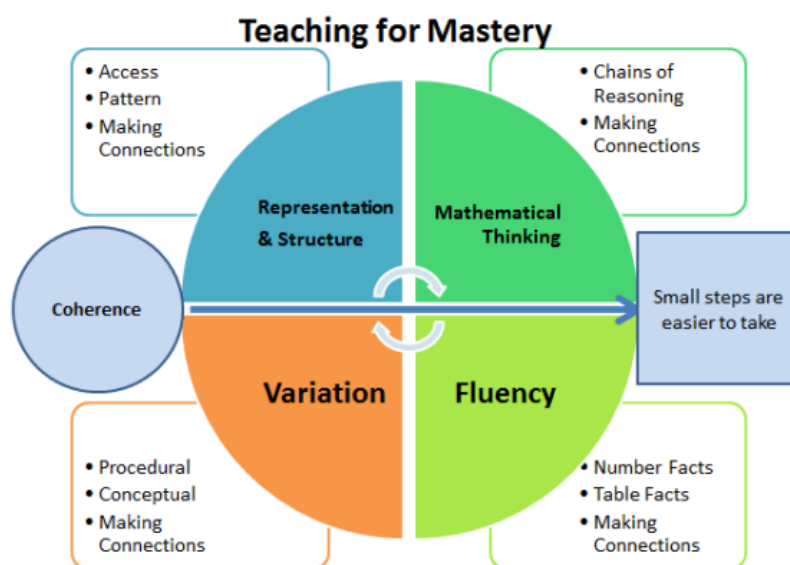 Teaching for Mastery
• Access
• Pattern
• Making
Connections
• Chains of
Reasoning
• Making
Connections
Representation
& Structure
Mathematical
Thinking
Coherence
Small steps are
easier to take
Variation
Fluency
• Procedural
• Conceptual
• Making
Connections
• Number Facts
• Table Facts
• Making
Connections